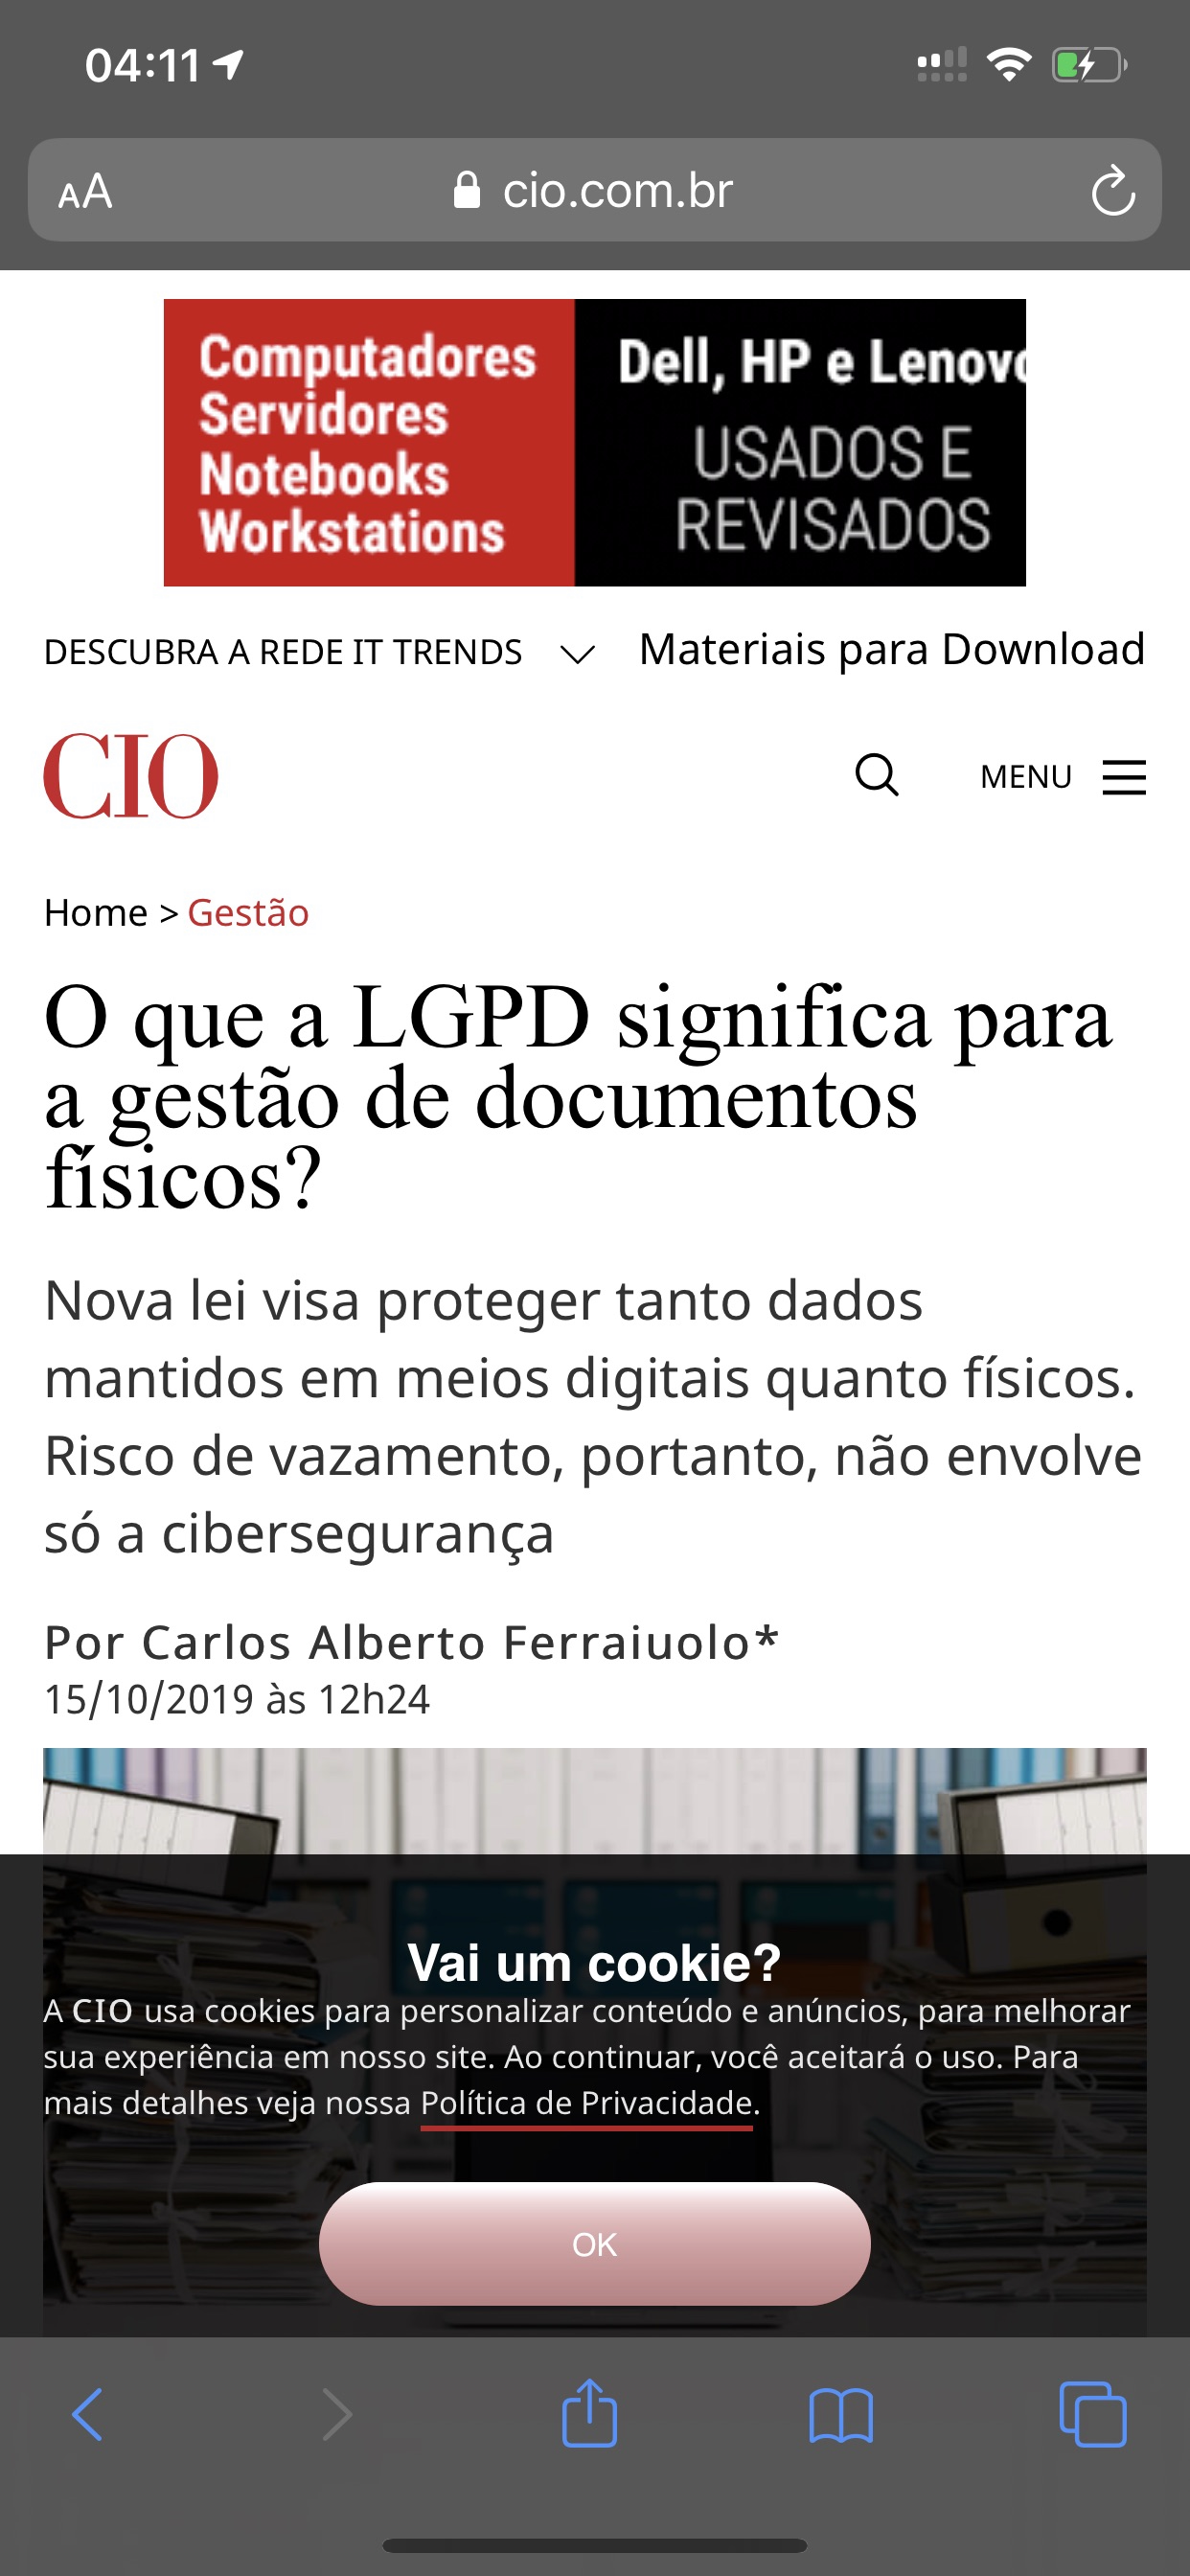 04:11
AA cio.com.br
Computadores
Servidores
Notebooks
Workstations
Dell, HP e Lenovo
USADOS E
REVISADOS
DESCUBRA A REDE IT TRENDS Materiais para Download
CIO MENU
Home > Gestão
O que a LGPD significa para
a gestão de documentos
físicos?
Nova lei visa proteger tanto dados
mantidos em meios digitais quanto físicos.
Risco de vazamento, portanto, não envolve
só a cibersegurança
Por Carlos Alberto Ferraiuolo*
15/10/2019 às 12h24
Vai um cookie?
A CIO usa cookies para personalizar conteúdo e anúncios, para melhorar
sua experiência em nosso site. Ao continuar, você aceitará o uso. Para
mais detalhes veja nossa Política de Privacidade.
OK